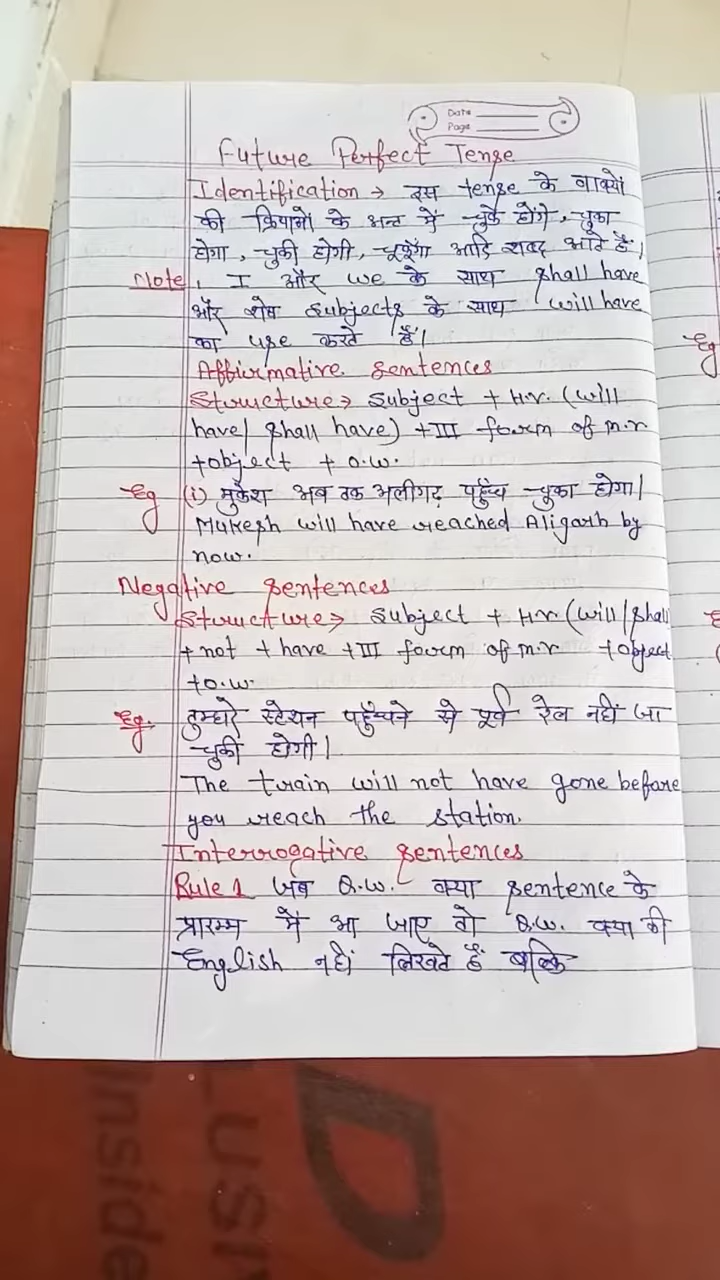 Date
Page
Future Perfect Tense
Identification → इस tense के वाक्यों
की क्रियाओं के अन्त में चुके होंगे, चुका
होगा, चुकी होगी, चूकूँगा आदि शब्द आते हैं।
Note, I और we के साथ shall have
और शेष subjects के साथ will have
का use करते हैं।
Affirmative sentences
Structure → subject + H.V. (will
have/ shall have) + III form of m.v.
+object + o.w.
Eg (i) मुकेश अब तक अलीगढ़ पहुँच चुका होगा।
Mukesh will have reached Aligarh by
now.
Negative sentences
Structure → subject + H.V. (will/shall
+ not + have + III form of m.v. +object
+o.w.
Eg. तुम्हारे स्टेशन पहुँचने से पूर्व रेल नहीं जा
चुकी होगी।
The train will not have gone before
you reach the station.
Interrogative sentences
Rule 1 जब Q.W. - क्या sentence के
प्रारम्भ में आ जाए तो Q.W. क्या की
English नहीं लिखते हैं बल्कि
Eg
LUSIV
Inside
D